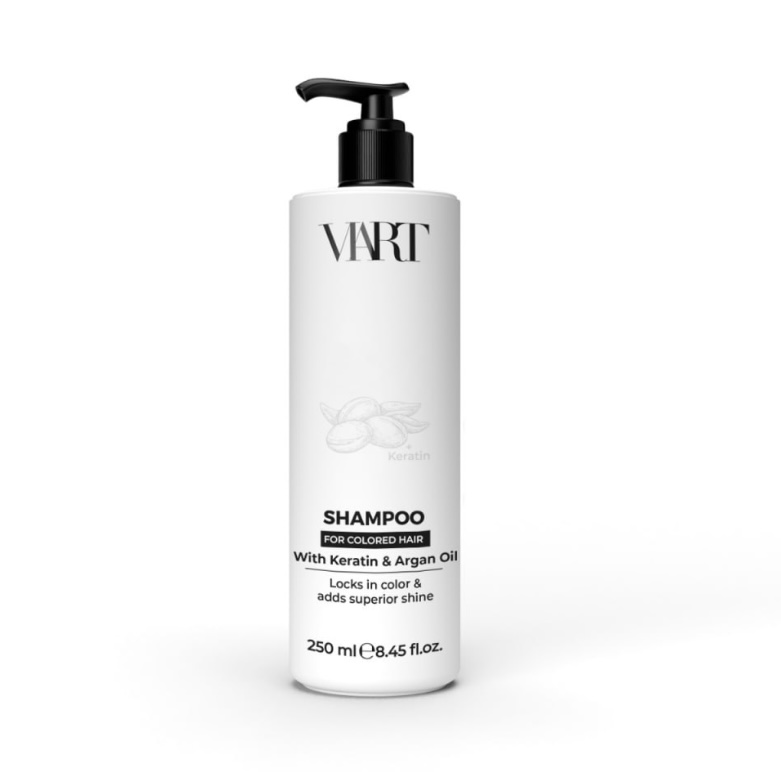 VIART
+
Keratin
SHAMPOO
FOR COLORED HAIR
With Keratin & Argan Oil
Locks in color &
adds superior shine
250 ml ℮ 8.45 fl.oz.